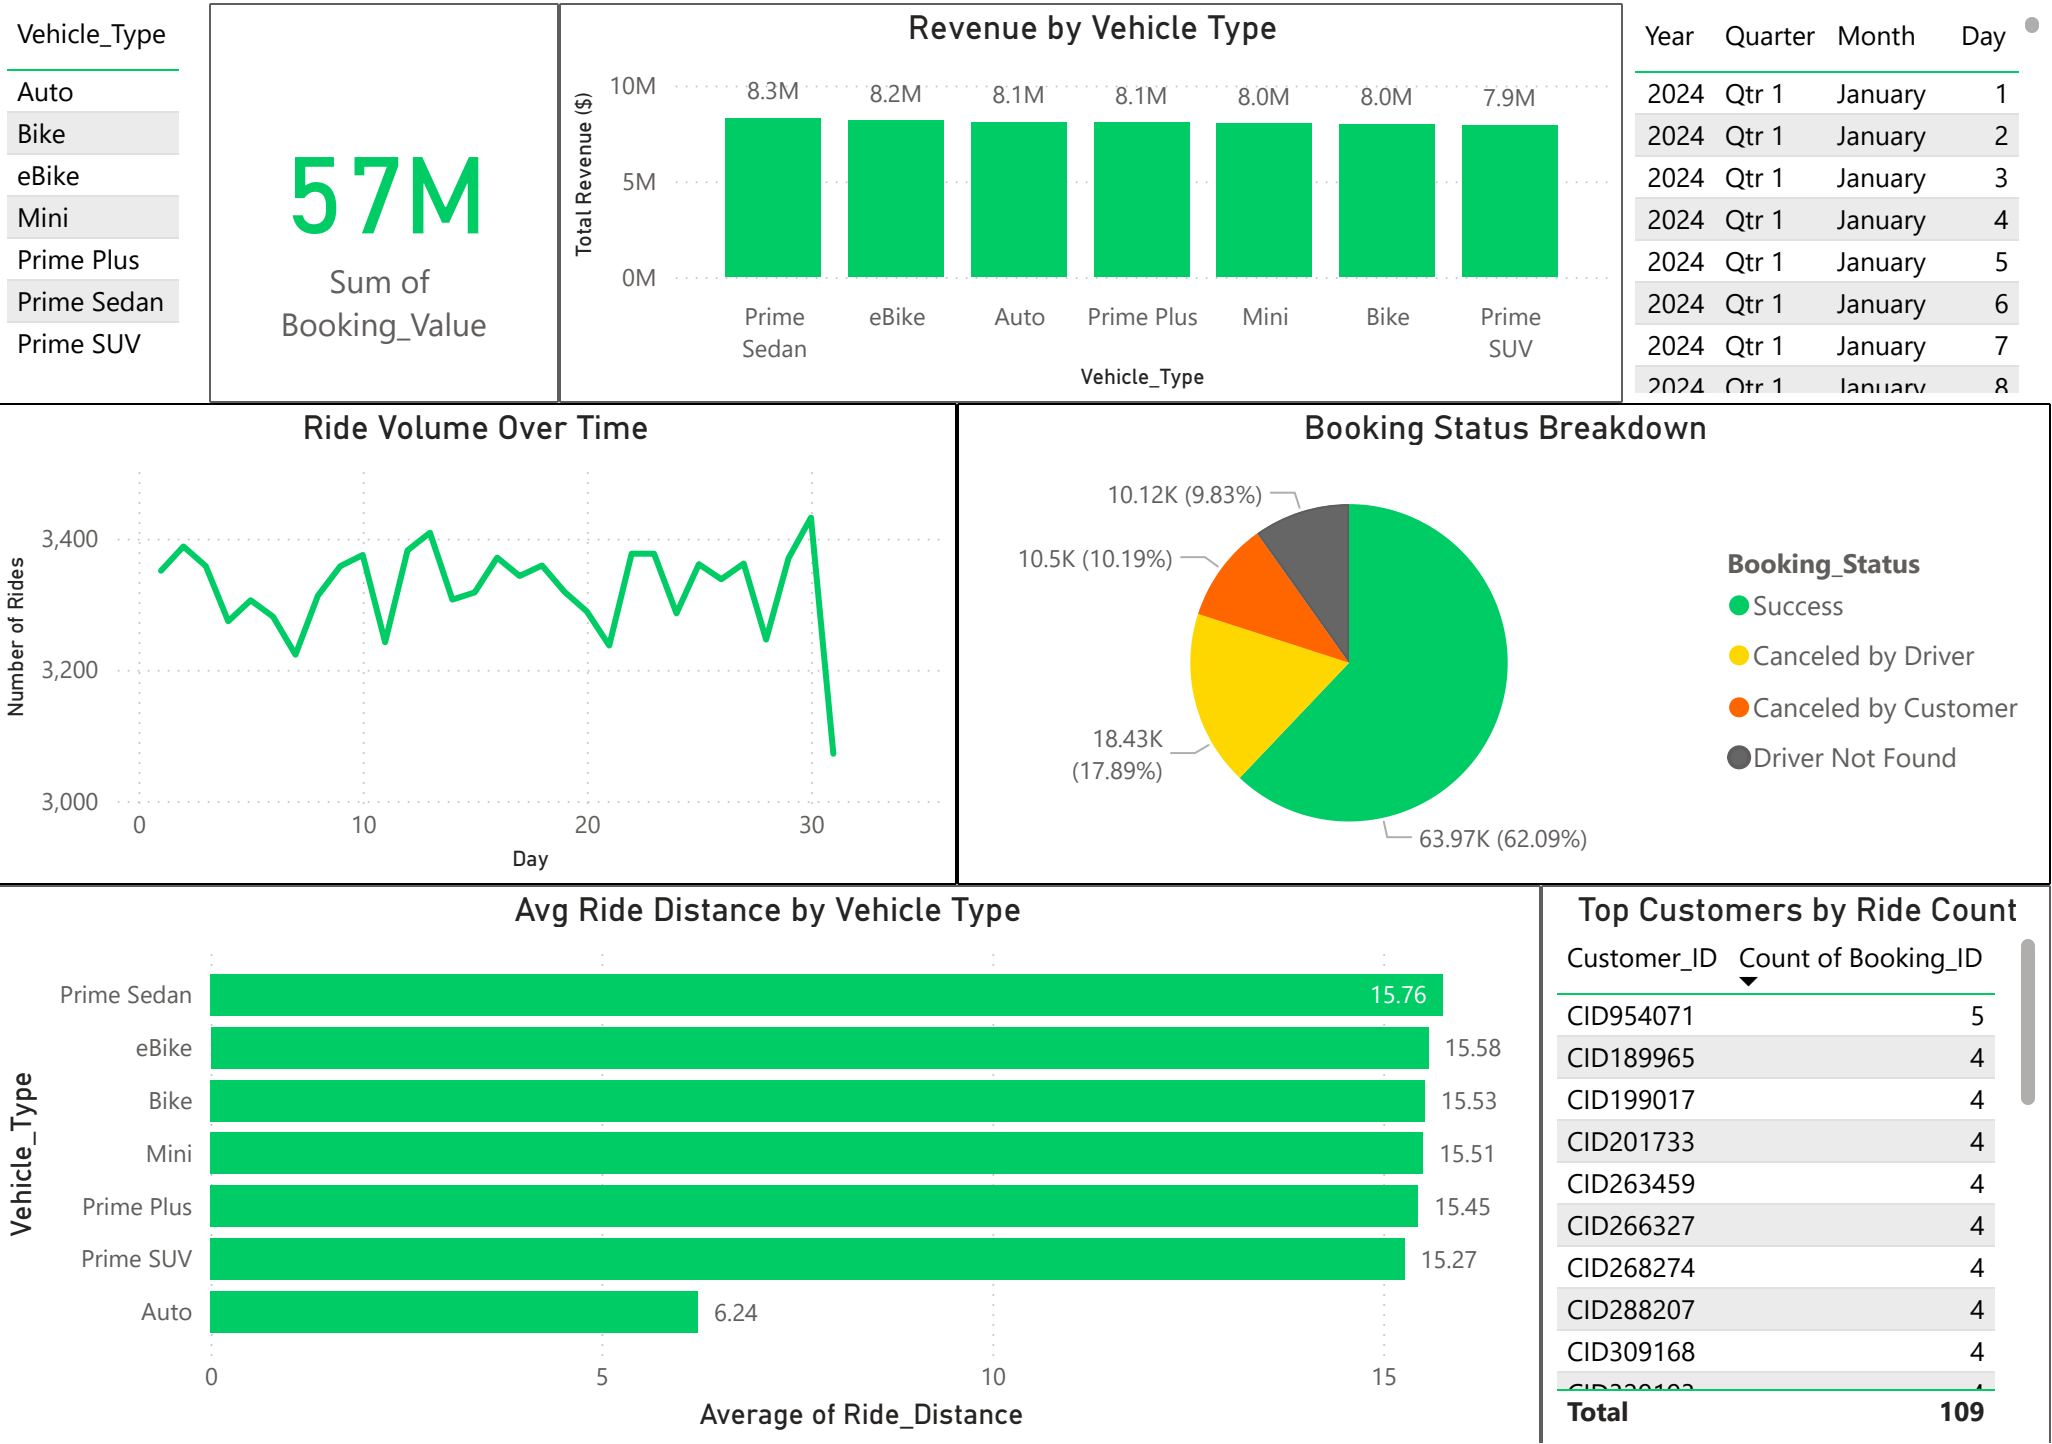 Vehicle_Type
Auto
Bike
eBike
Mini
Prime Plus
Prime Sedan
Prime SUV
57M
Sum of
Booking_Value
Revenue by Vehicle Type
Total Revenue ($)
10M
5M
0M
8.3M
8.2M
8.1M
8.1M
8.0M
8.0M
7.9M
Prime
Sedan
eBike
Auto
Prime Plus
Mini
Bike
Prime
SUV
Vehicle_Type
Year Quarter Month Day
2024 Qtr 1 January 1
2024 Qtr 1 January 2
2024 Qtr 1 January 3
2024 Qtr 1 January 4
2024 Qtr 1 January 5
2024 Qtr 1 January 6
2024 Qtr 1 January 7
2024 Qtr 1 January 8
Ride Volume Over Time
Number of Rides
3,400
3,200
3,000
0
10
20
30
Day
Booking Status Breakdown
10.12K (9.83%)
10.5K (10.19%)
18.43K
(17.89%)
63.97K (62.09%)
Booking_Status
Success
Canceled by Driver
Canceled by Customer
Driver Not Found
Avg Ride Distance by Vehicle Type
Vehicle_Type
Prime Sedan 15.76
eBike 15.58
Bike 15.53
Mini 15.51
Prime Plus 15.45
Prime SUV 15.27
Auto 6.24
0
5
10
15
Average of Ride_Distance
Top Customers by Ride Count
Customer_ID Count of Booking_ID
CID954071 5
CID189965 4
CID199017 4
CID201733 4
CID263459 4
CID266327 4
CID268274 4
CID288207 4
CID309168 4
Total 109